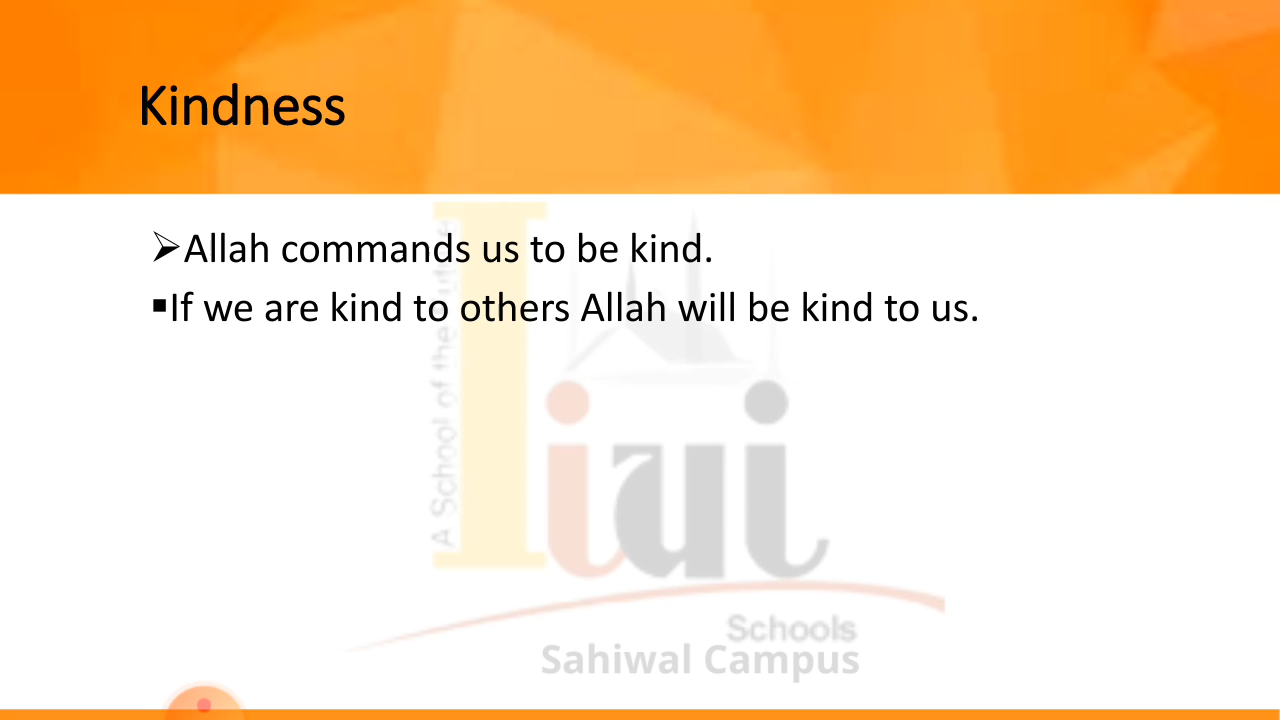 Kindness
➢Allah commands us to be kind.
▪If we are kind to others Allah will be kind to us.
A School of the Future
Iiui
Schools
Sahiwal Campus